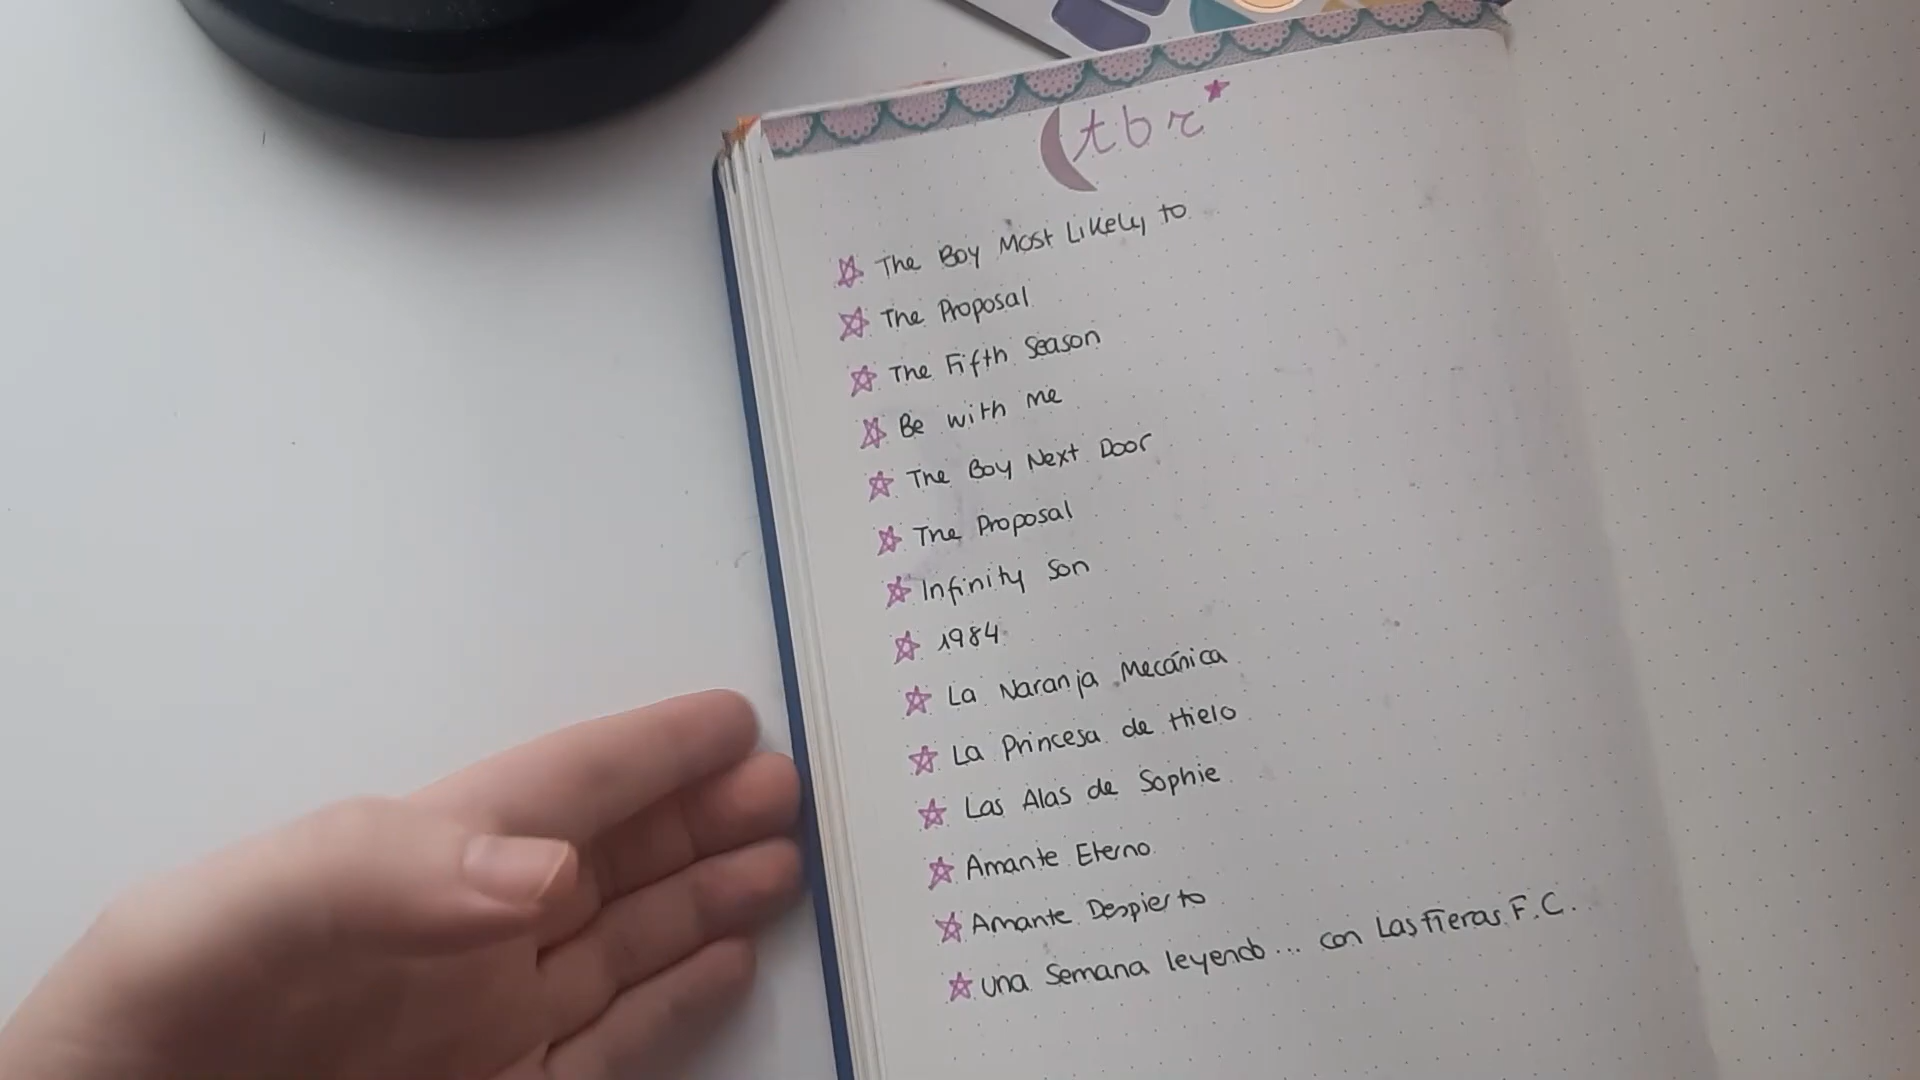 tbr
The Boy Most Likely to
The Proposal
The Fifth Season
Be with me
The Boy Next Door
The Proposal
Infinity Son
1984
La Naranja Mecánica
La Princesa de Hielo
Las Alas de Sophie
Amante Eterno
Amante Despierto
Una Semana leyendo... con Las Fieras F.C.